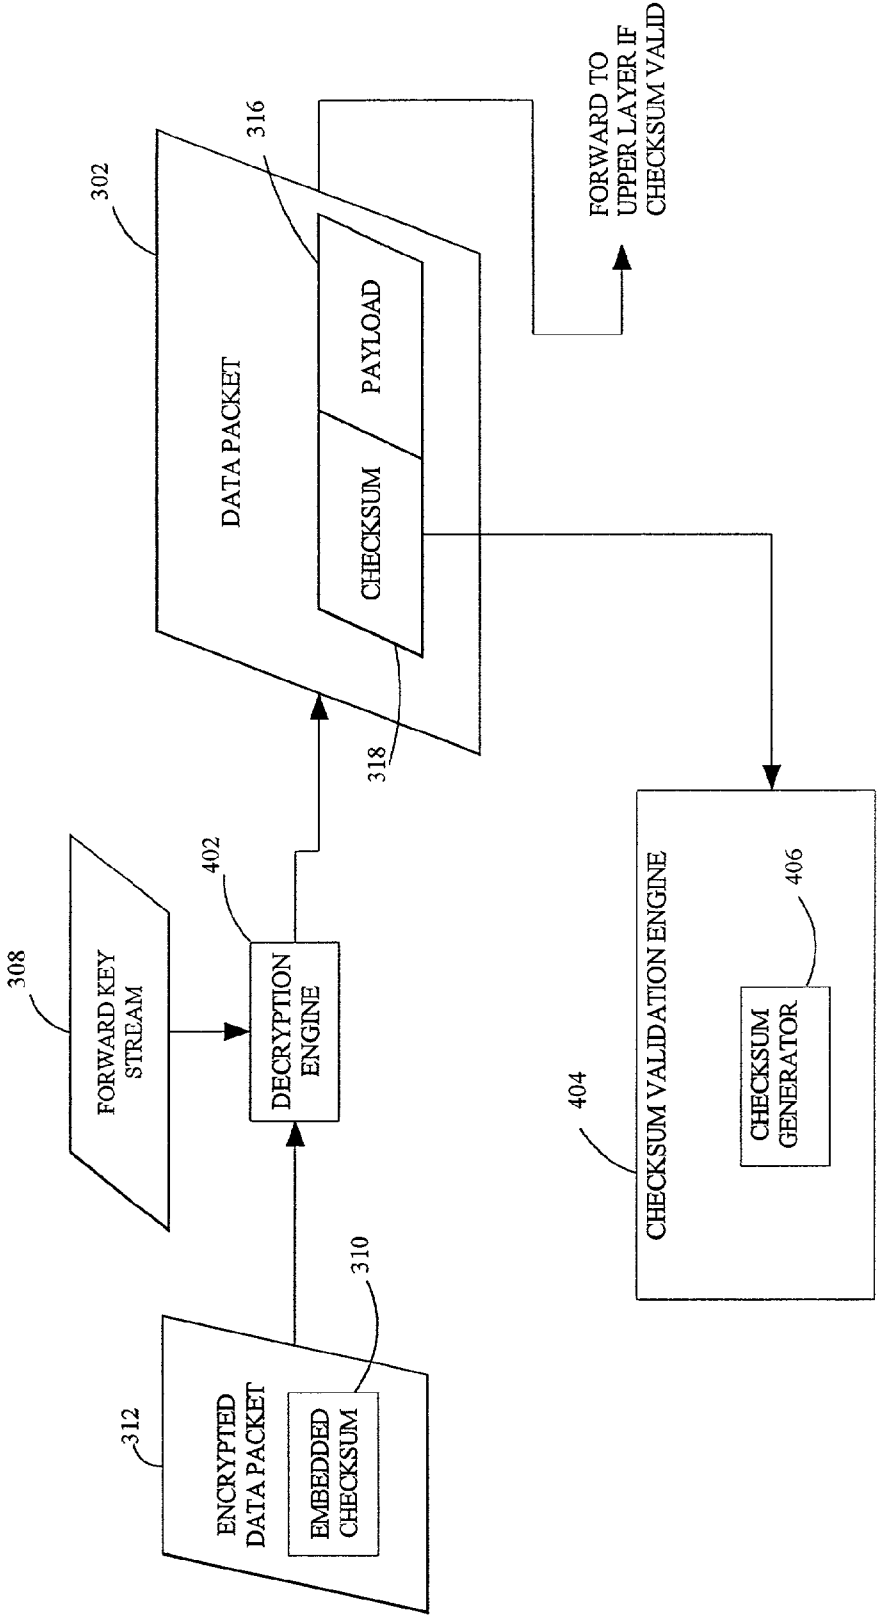 308
FORWARD KEY
STREAM
302
312
ENCRYPTED
DATA PACKET
EMBEDDED
CHECKSUM
310
402
DECRYPTION
ENGINE
DATA PACKET
316
CHECKSUM
PAYLOAD
318
FORWARD TO
UPPER LAYER IF
CHECKSUM VALID
404
CHECKSUM VALIDATION ENGINE
CHECKSUM
GENERATOR
406